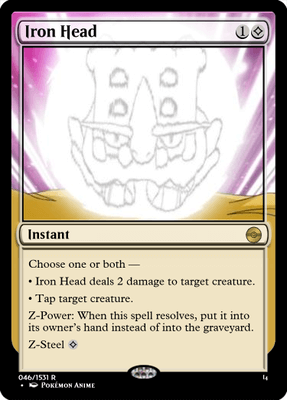 Iron Head 1
Instant
Choose one or both —
• Iron Head deals 2 damage to target creature.
• Tap target creature.
Z-Power: When this spell resolves, put it into
its owner's hand instead of into the graveyard.
Z-Steel
046/1531 R
• Pokémon Anime